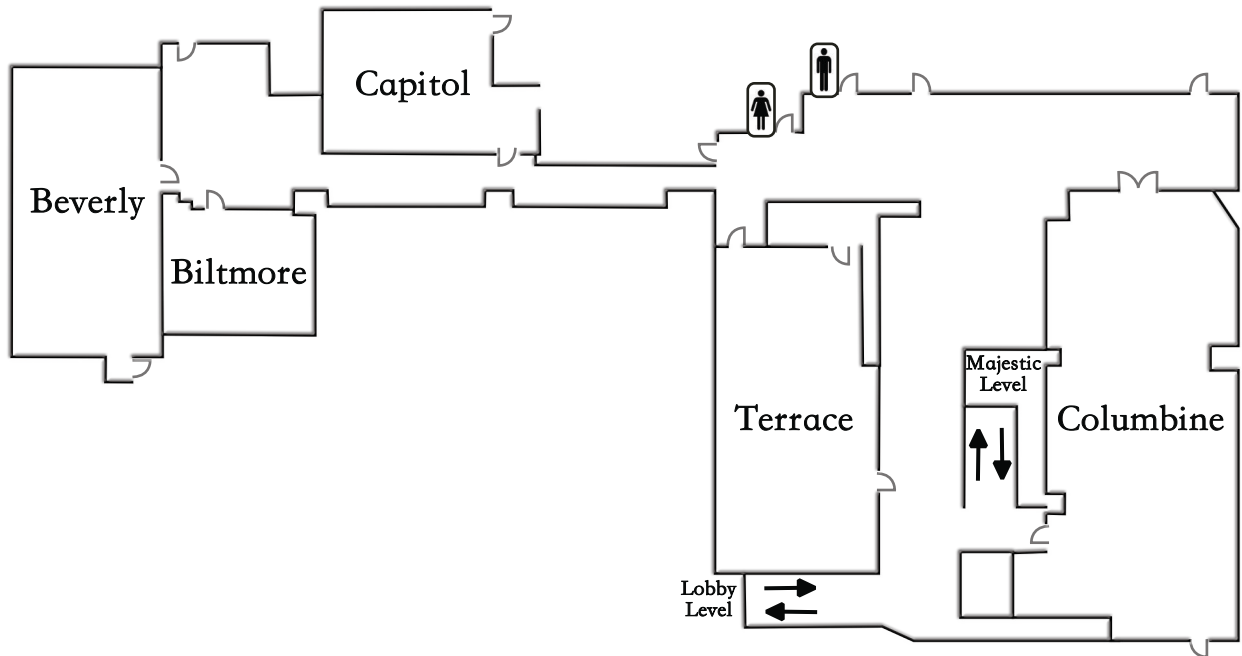 Capitol
Beverly
Biltmore
Majestic
Level
Terrace
Columbine
Lobby
Level